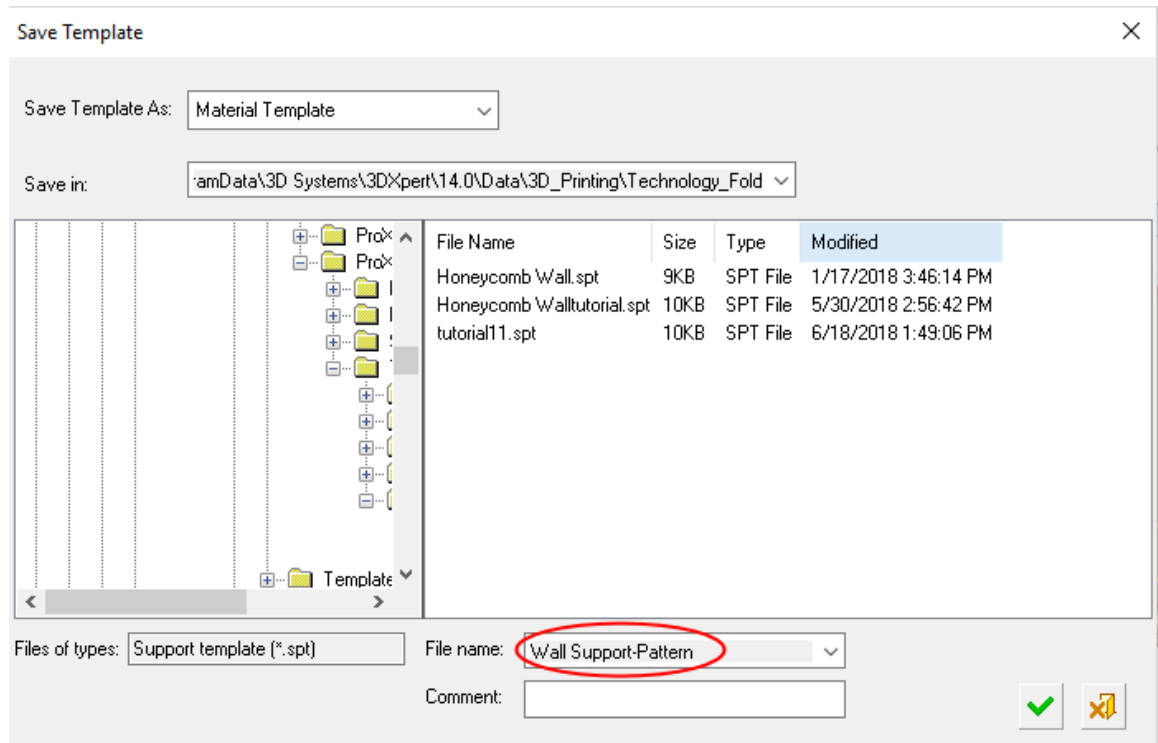 Save Template
Save Template As: Material Template
Save in: amData\3D Systems\3DXpert\14.0\Data\3D_Printing\Technology_Fold
ProX
ProX
Template
File Name Size Type Modified
Honeycomb Wall.spt 9KB SPT File 1/17/2018 3:46:14 PM
Honeycomb Walltutorial.spt 10KB SPT File 5/30/2018 2:56:42 PM
tutorial11.spt 10KB SPT File 6/18/2018 1:49:06 PM
Files of types: Support template (*.spt)
File name: Wall Support-Pattern
Comment: